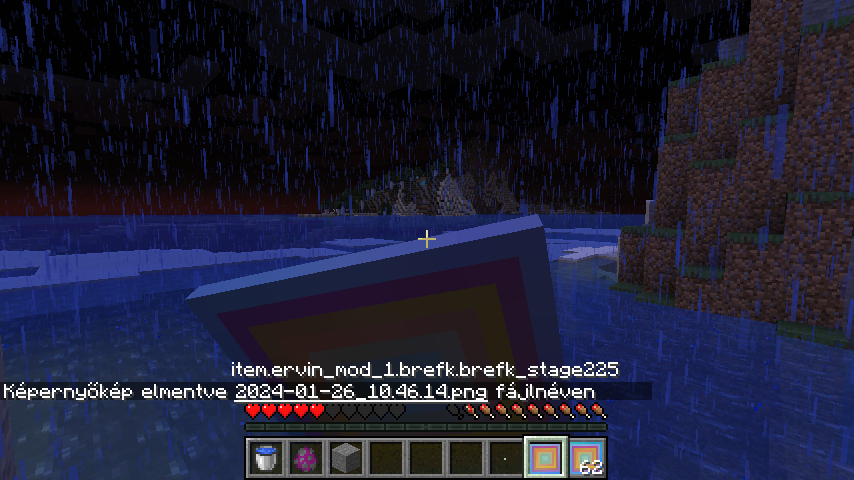 item.ervin_mod_1.brefk.brefk_stage225
Képernyőkép elmentve 2024-01-26_10.46.14.png fájlnéven
62